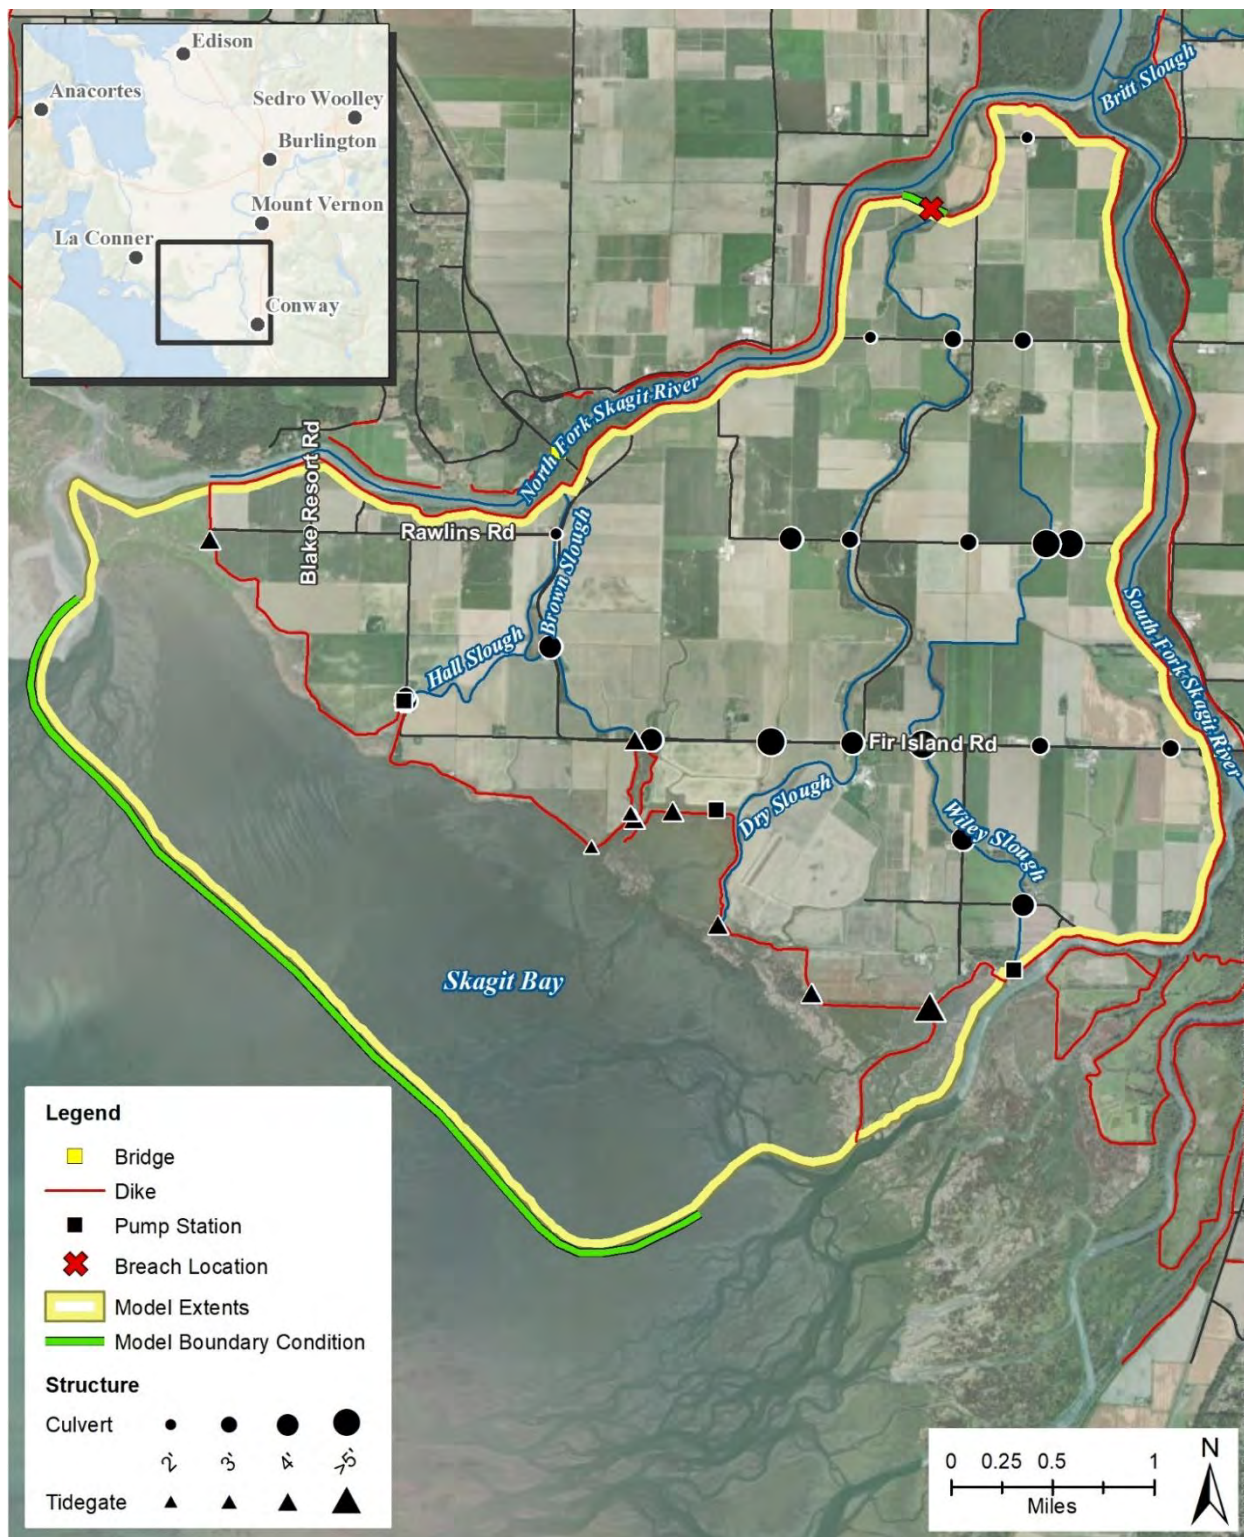 Edison
Anacortes
Sedro Woolley
Burlington
Mount Vernon
La Conner
Conway
Britt Slough
North Fork Skagit River
Blake Resort Rd
Rawlins Rd
Brown Slough
Hall Slough
South Fork Skagit River
Fir Island Rd
Dry Slough
Wiley Slough
Skagit Bay
Legend
Bridge
Dike
Pump Station
Breach Location
Model Extents
Model Boundary Condition
Structure
Culvert
2' 3' 4' >5'
Tidegate
0 0.25 0.5 1
Miles
N